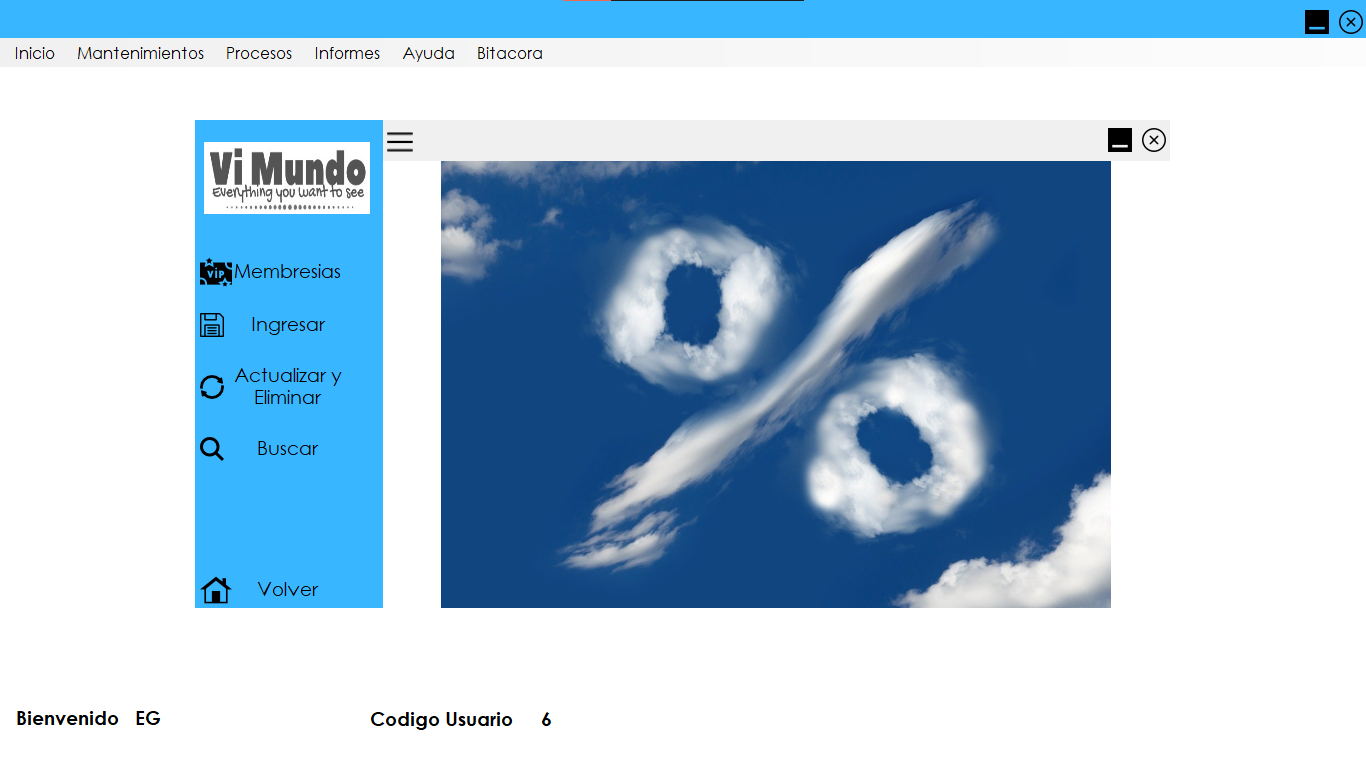 Inicio Mantenimientos Procesos Informes Ayuda Bitacora
Vi Mundo
Everything you want to see
VIP
Membresias
Ingresar
Actualizar y
Eliminar
Buscar
Volver
%
Bienvenido EG Codigo Usuario 6